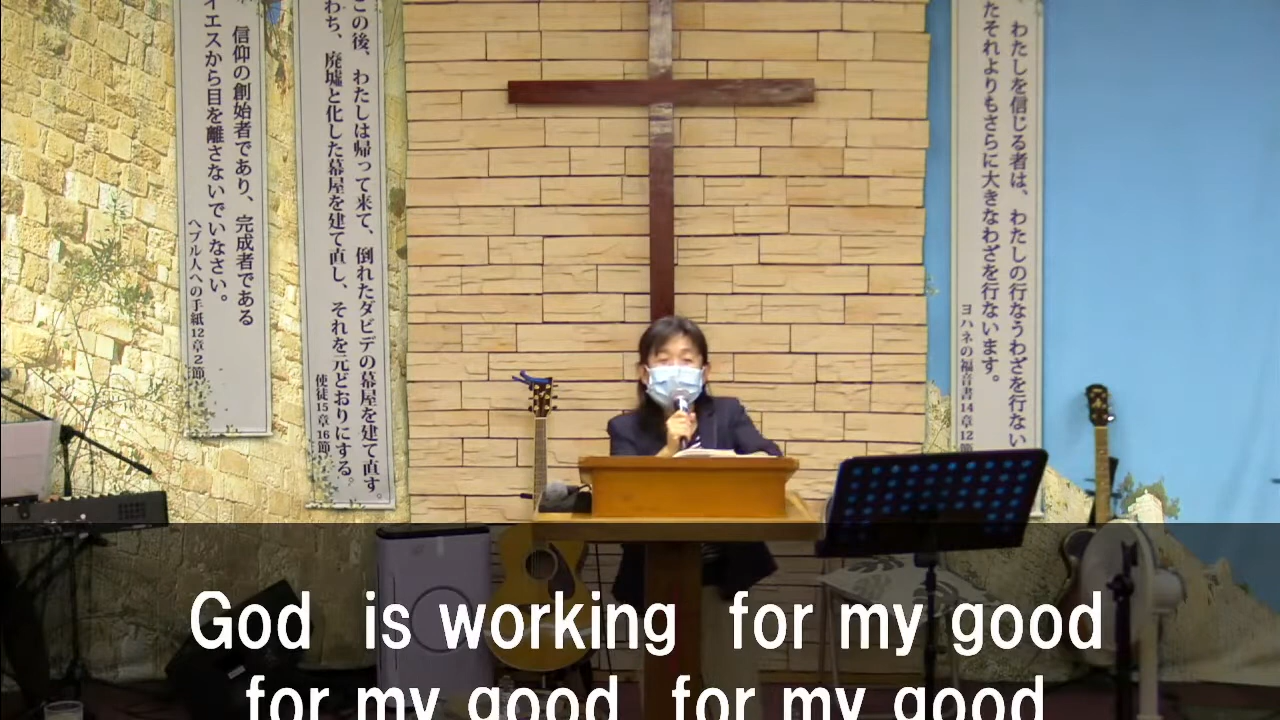 信仰の創始者であり、完成者である
イエスから目を離さないでいなさい。
ヘブル人への手紙12章2節
この後、わたしは帰って来て、倒れたダビデの幕屋を建て直す。
わち、廃墟と化した幕屋を建て直し、それを元どおりにする。
使徒15章16節
わたしを信じる者は、わたしの行なうわざを行ない
たそれよりもさらに大きなわざを行ないます。
ヨハネの福音書14章12節
God is working for my good
for my good for my good